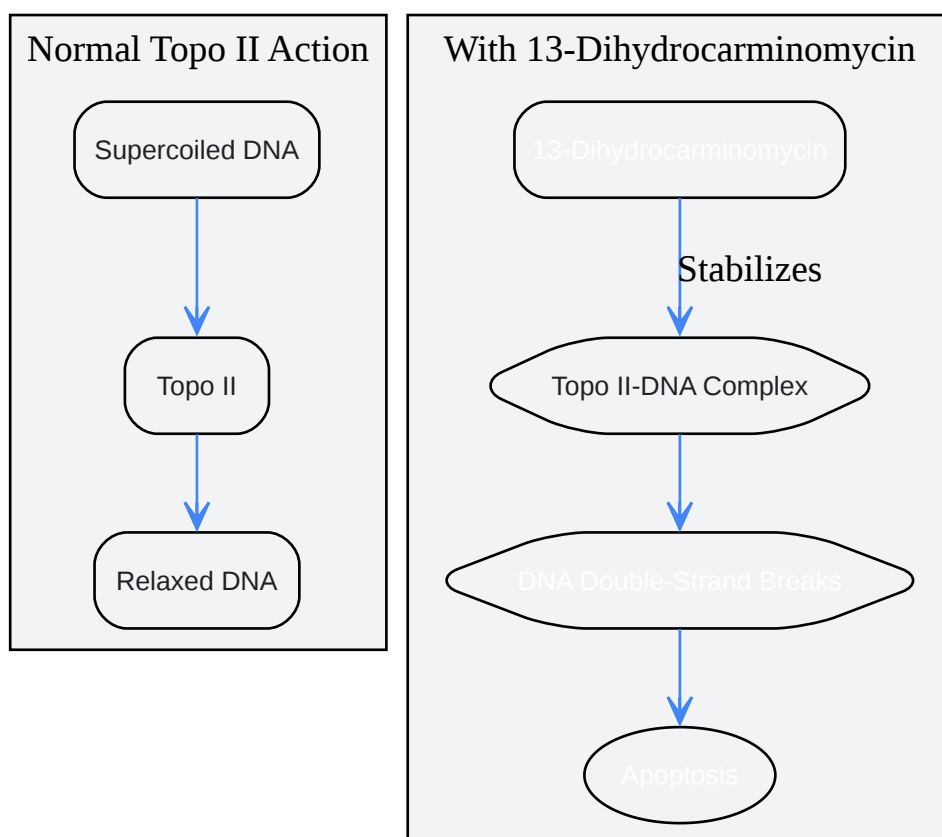 Normal Topo II Action
Supercoiled DNA
Topo II
Relaxed DNA
With 13-Dihydrocarminomycin
13-Dihydrocarminomycin
Stabilizes
Topo II-DNA Complex
DNA Double-Strand Breaks
Apoptosis